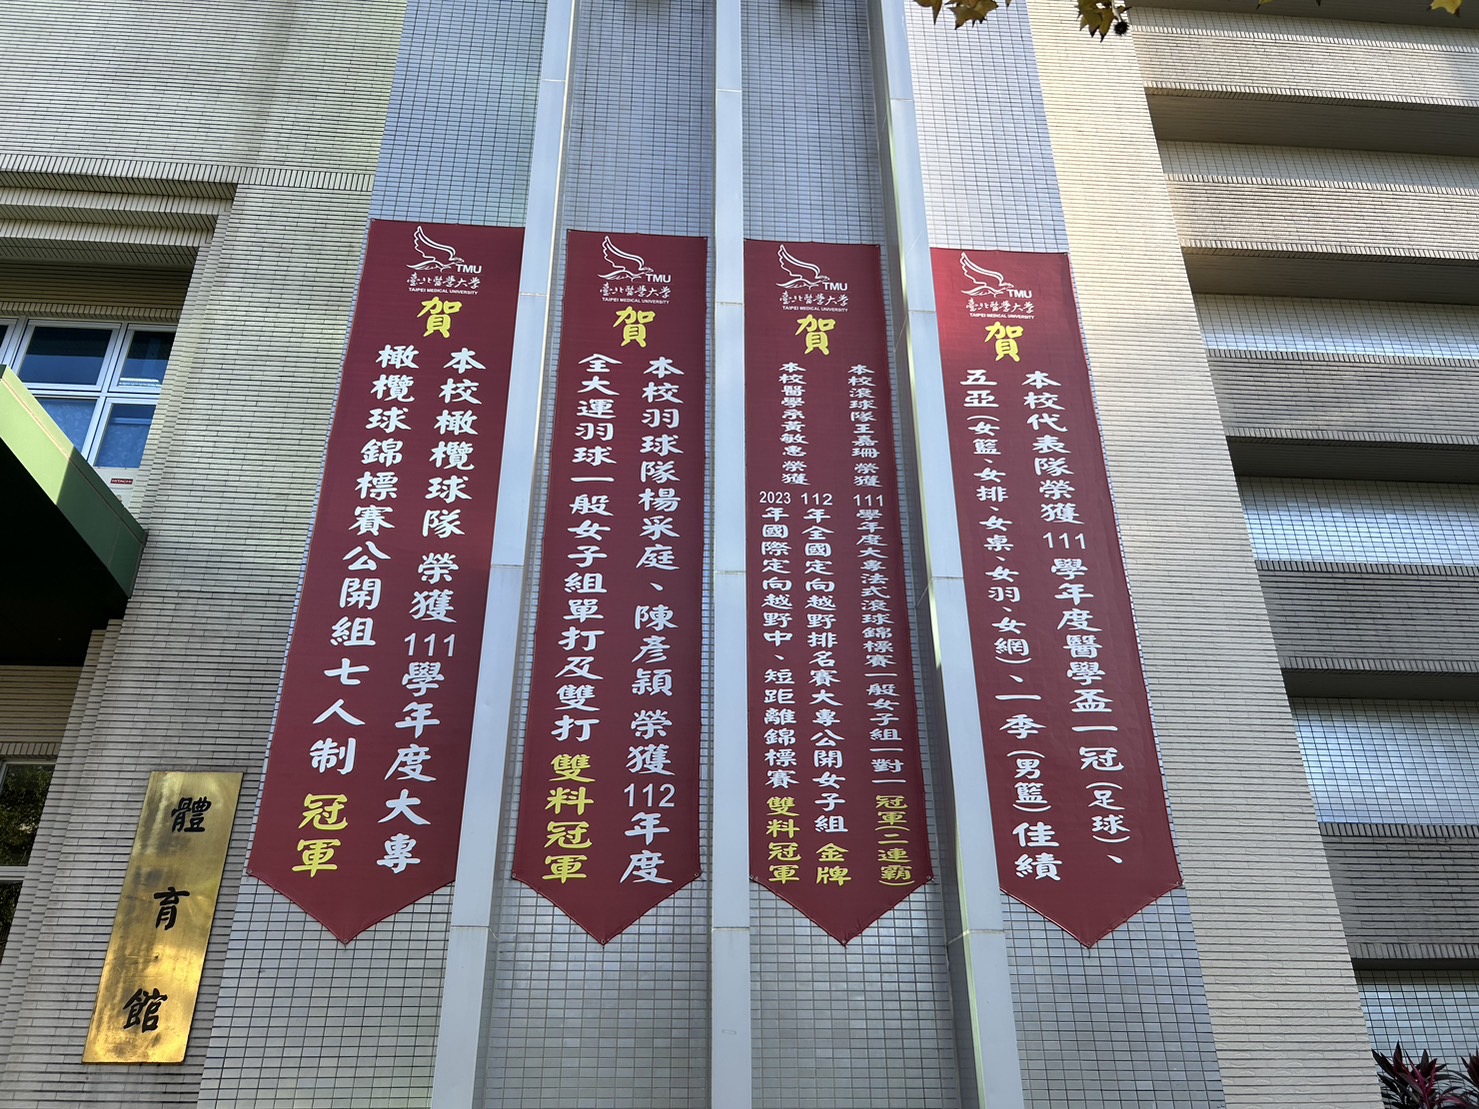 TMU
臺北醫學大學
TAIPEI MEDICAL UNIVERSITY
賀
本校橄欖球隊 榮獲111學年度大專
橄欖球錦標賽公開組七人制 冠軍
TMU
臺北醫學大學
TAIPEI MEDICAL UNIVERSITY
賀
本校羽球隊楊采庭、陳彥穎 榮獲112年度
全大運羽球一般女子組單打及雙打 雙料冠軍
TMU
臺北醫學大學
TAIPEI MEDICAL UNIVERSITY
賀
本校滾球隊王嘉珊 榮獲 111學年度大專法式滾球錦標賽一般女子組一對一 冠軍(二連霸)
本校醫學系黃敏惠 榮獲 112年全國定向越野排名賽大專公開女子組 金牌
2023年國際定向越野中、短距離錦標賽 雙料冠軍
TMU
臺北醫學大學
TAIPEI MEDICAL UNIVERSITY
賀
本校代表隊榮獲111學年度醫學盃一冠(足球)、
五亞(女籃、女排、女桌、女羽、女網)、一季(男籃)佳績
體育館
HITACHI